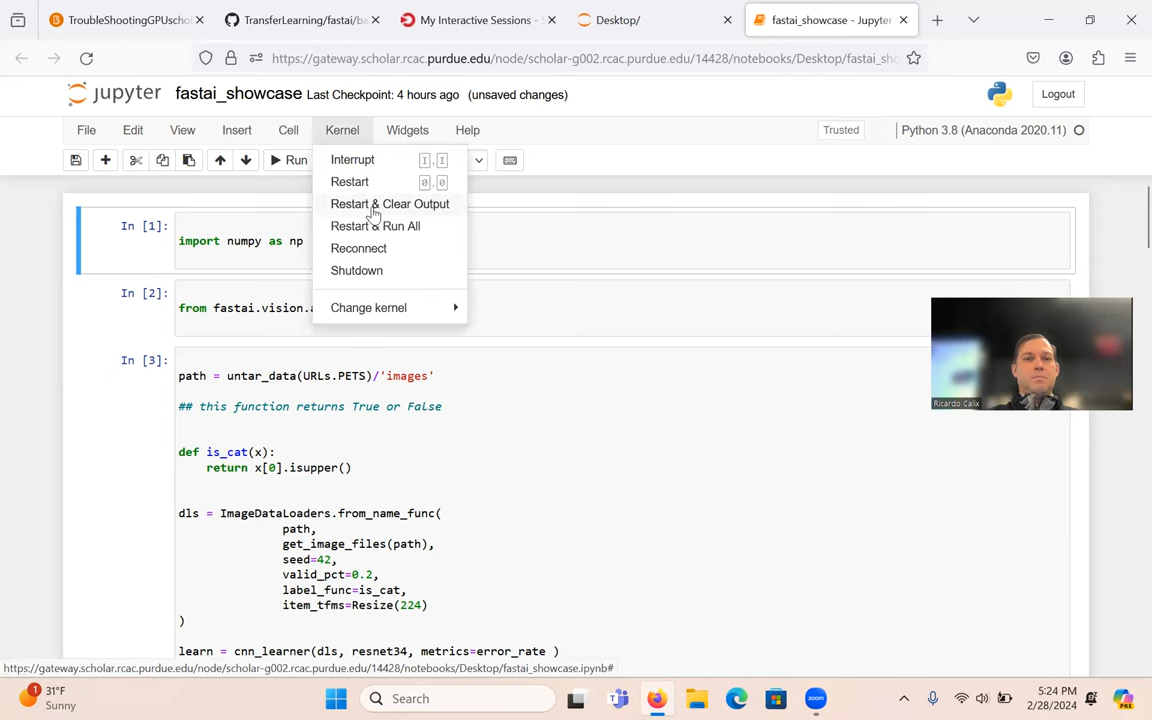 TroubleShootingGPUschol
TransferLearning/fastai/ba
My Interactive Sessions -
Desktop/
fastai_showcase - Jupyter
https://gateway.scholar.rcac.purdue.edu/node/scholar-g002.rcac.purdue.edu/14428/notebooks/Desktop/fastai_sh
jupyter fastai_showcase Last Checkpoint: 4 hours ago (unsaved changes)
Logout
File Edit View Insert Cell Kernel Widgets Help
Trusted
Python 3.8 (Anaconda 2020.11)
Run
Interrupt I,I
Restart 0,0
Restart & Clear Output
Restart & Run All
Reconnect
Shutdown
Change kernel
In [1]:
import numpy as np
In [2]:
from fastai.vision.
In [3]:
path = untar_data(URLs.PETS)/'images'
## this function returns True or False
def is_cat(x):
return x[0].isupper()
dls = ImageDataLoaders.from_name_func(
path,
get_image_files(path),
seed=42,
valid_pct=0.2,
label_func=is_cat,
item_tfms=Resize(224)
)
learn = cnn_learner(dls, resnet34, metrics=error_rate )
Ricardo Calix
https://gateway.scholar.rcac.purdue.edu/node/scholar-g002.rcac.purdue.edu/14428/notebooks/Desktop/fastai_showcase.ipynb#
1
31°F
Sunny
Search
zoom
5:24 PM
2/28/2024
PRE